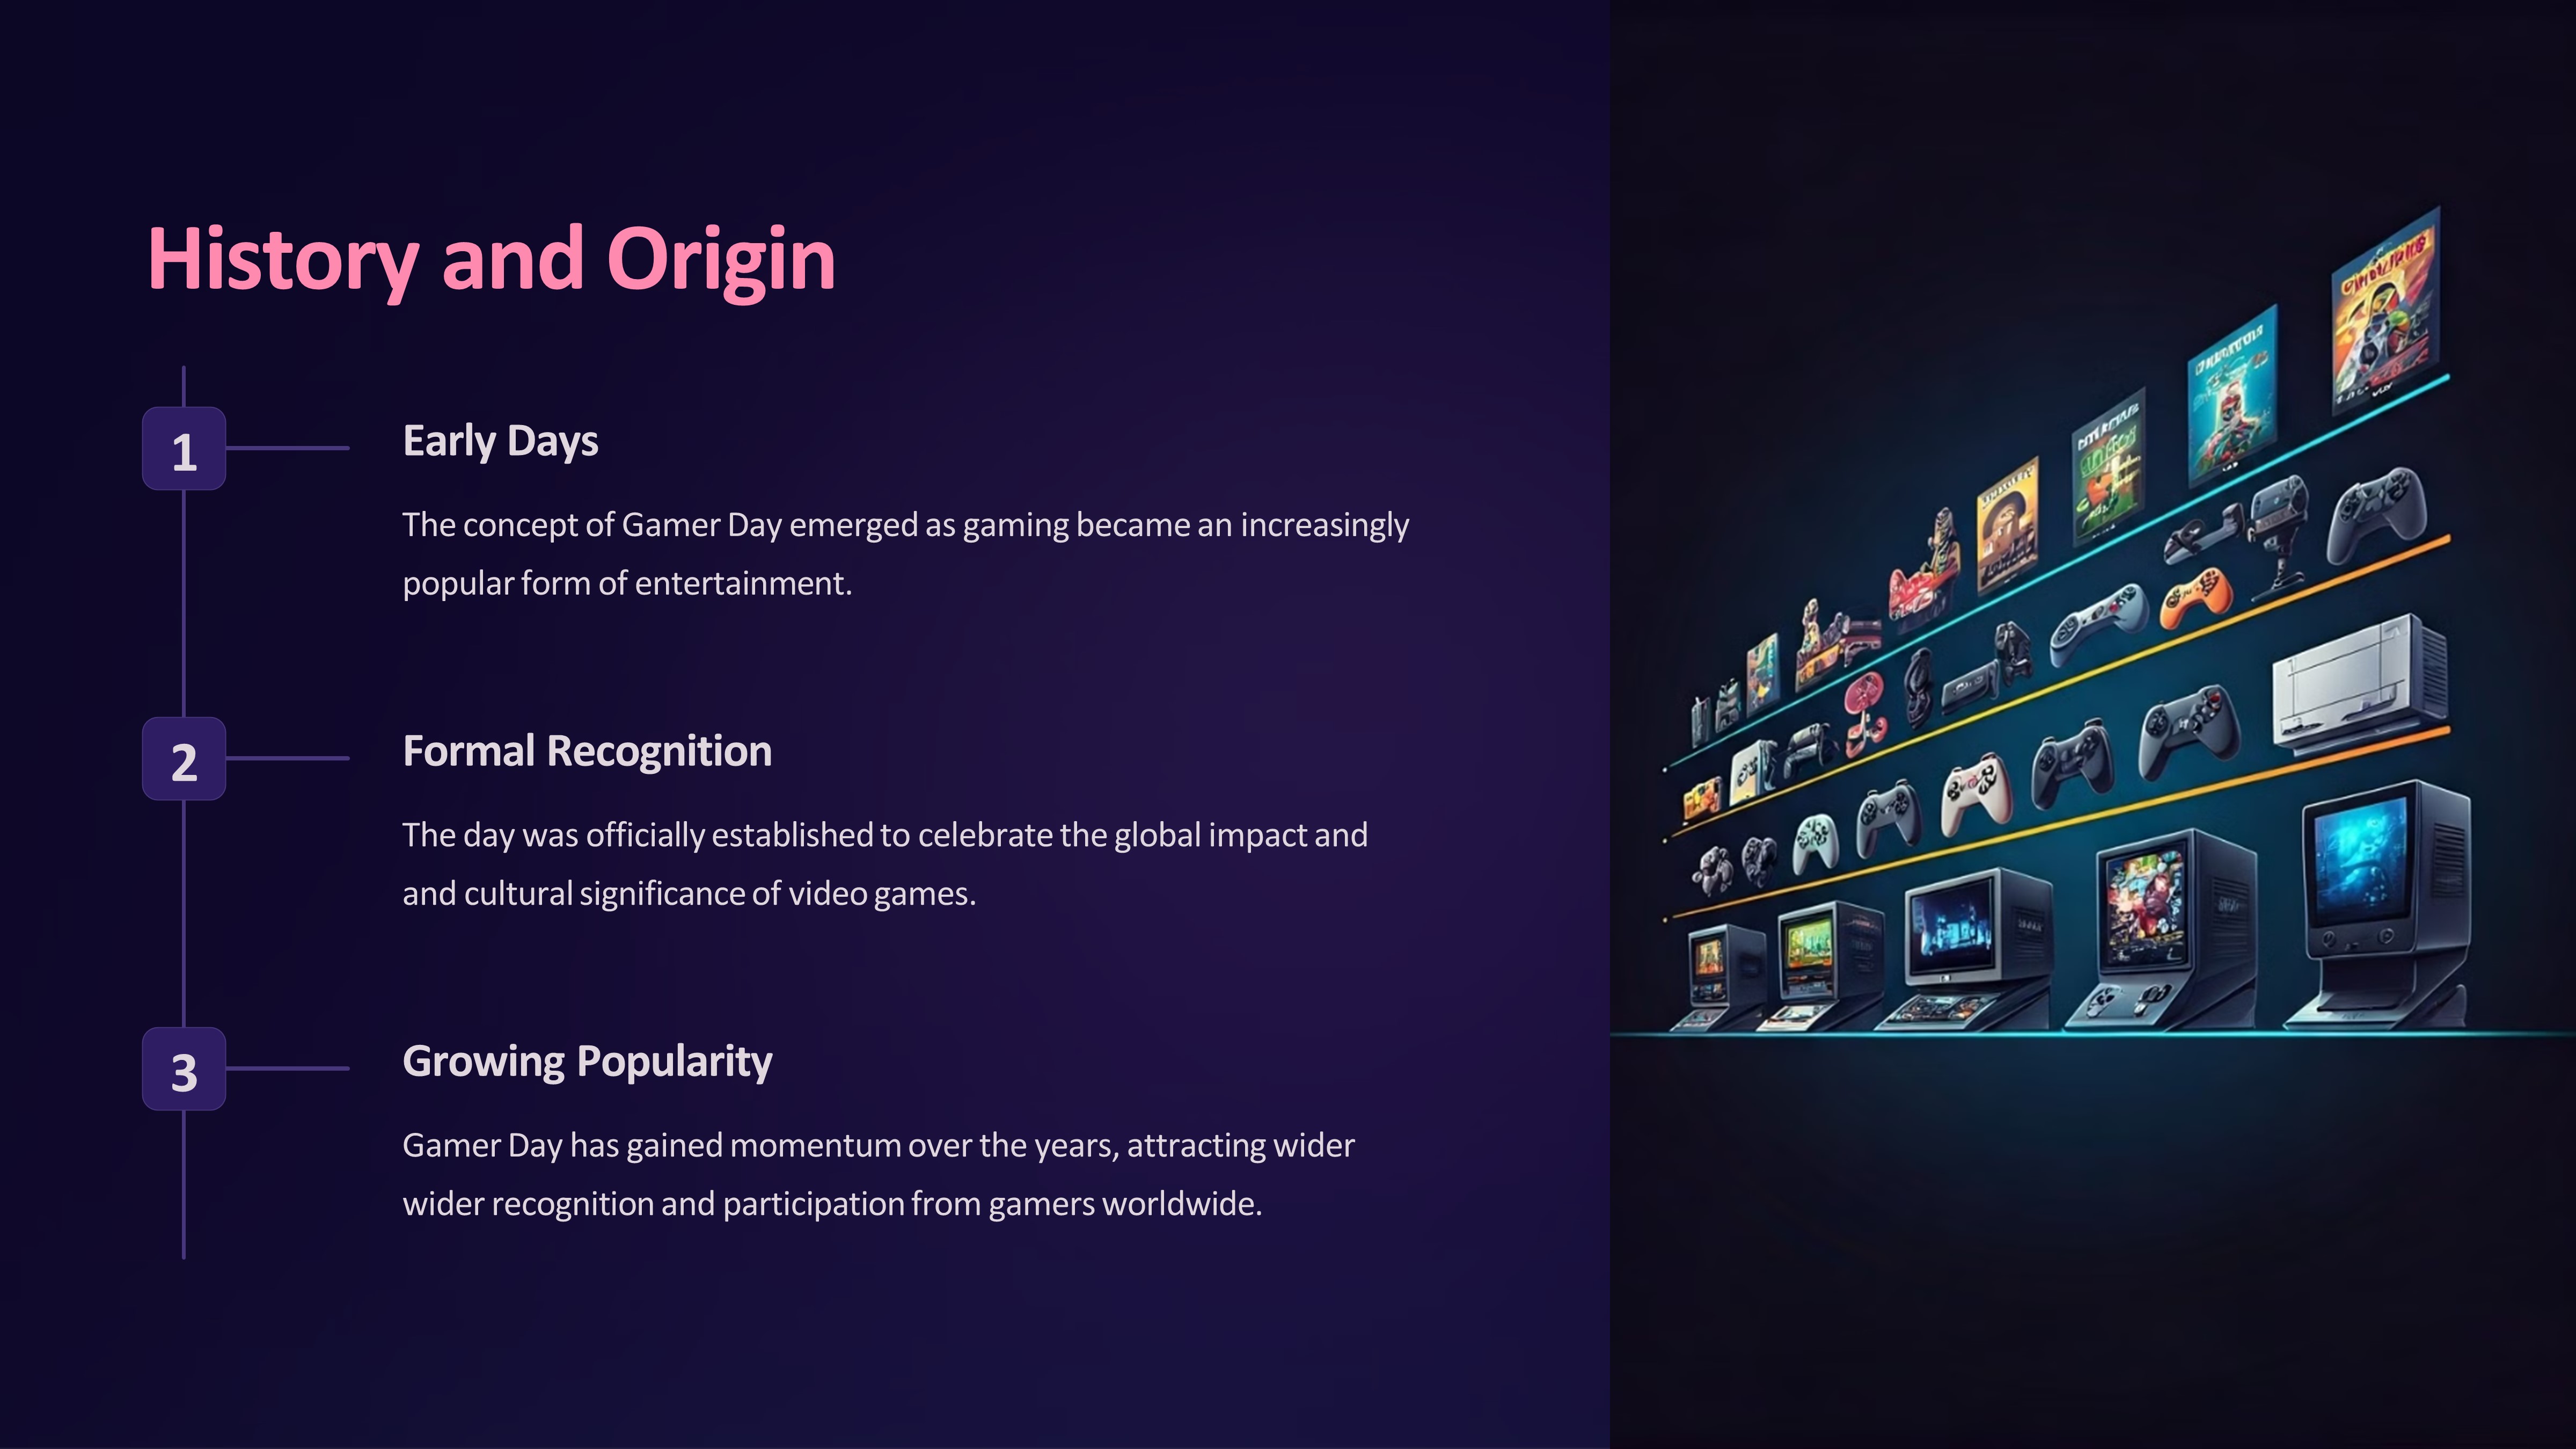 History and Origin
1
Early Days
The concept of Gamer Day emerged as gaming became an increasingly
popular form of entertainment.
2
Formal Recognition
The day was officially established to celebrate the global impact and
and cultural significance of video games.
3
Growing Popularity
Gamer Day has gained momentum over the years, attracting wider
wider recognition and participation from gamers worldwide.